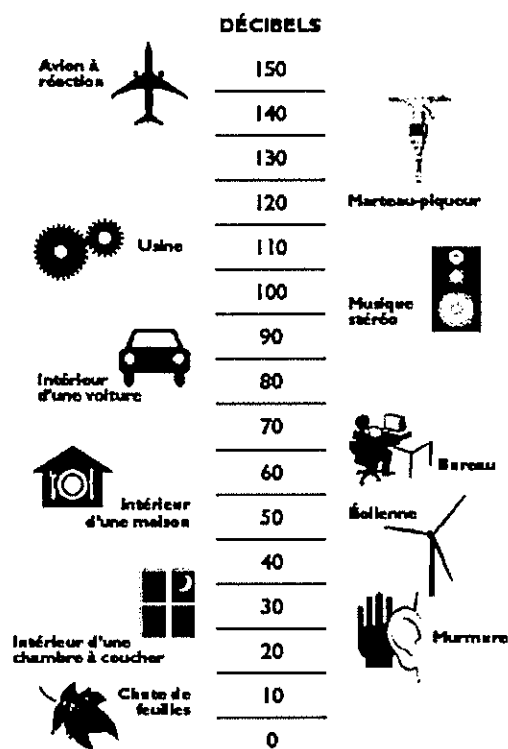 DÉCIBELS
Avion à
réaction
150
140
130
120
Marteau-piqueur
Usine
110
100
Musique
stéréo
90
Intérieur
d'une voiture
80
70
Bureau
60
Intérieur
d'une maison
50
Éolienne
40
30
Murmure
Intérieur d'une
chambre à coucher
20
Chute de
feuilles
10
0